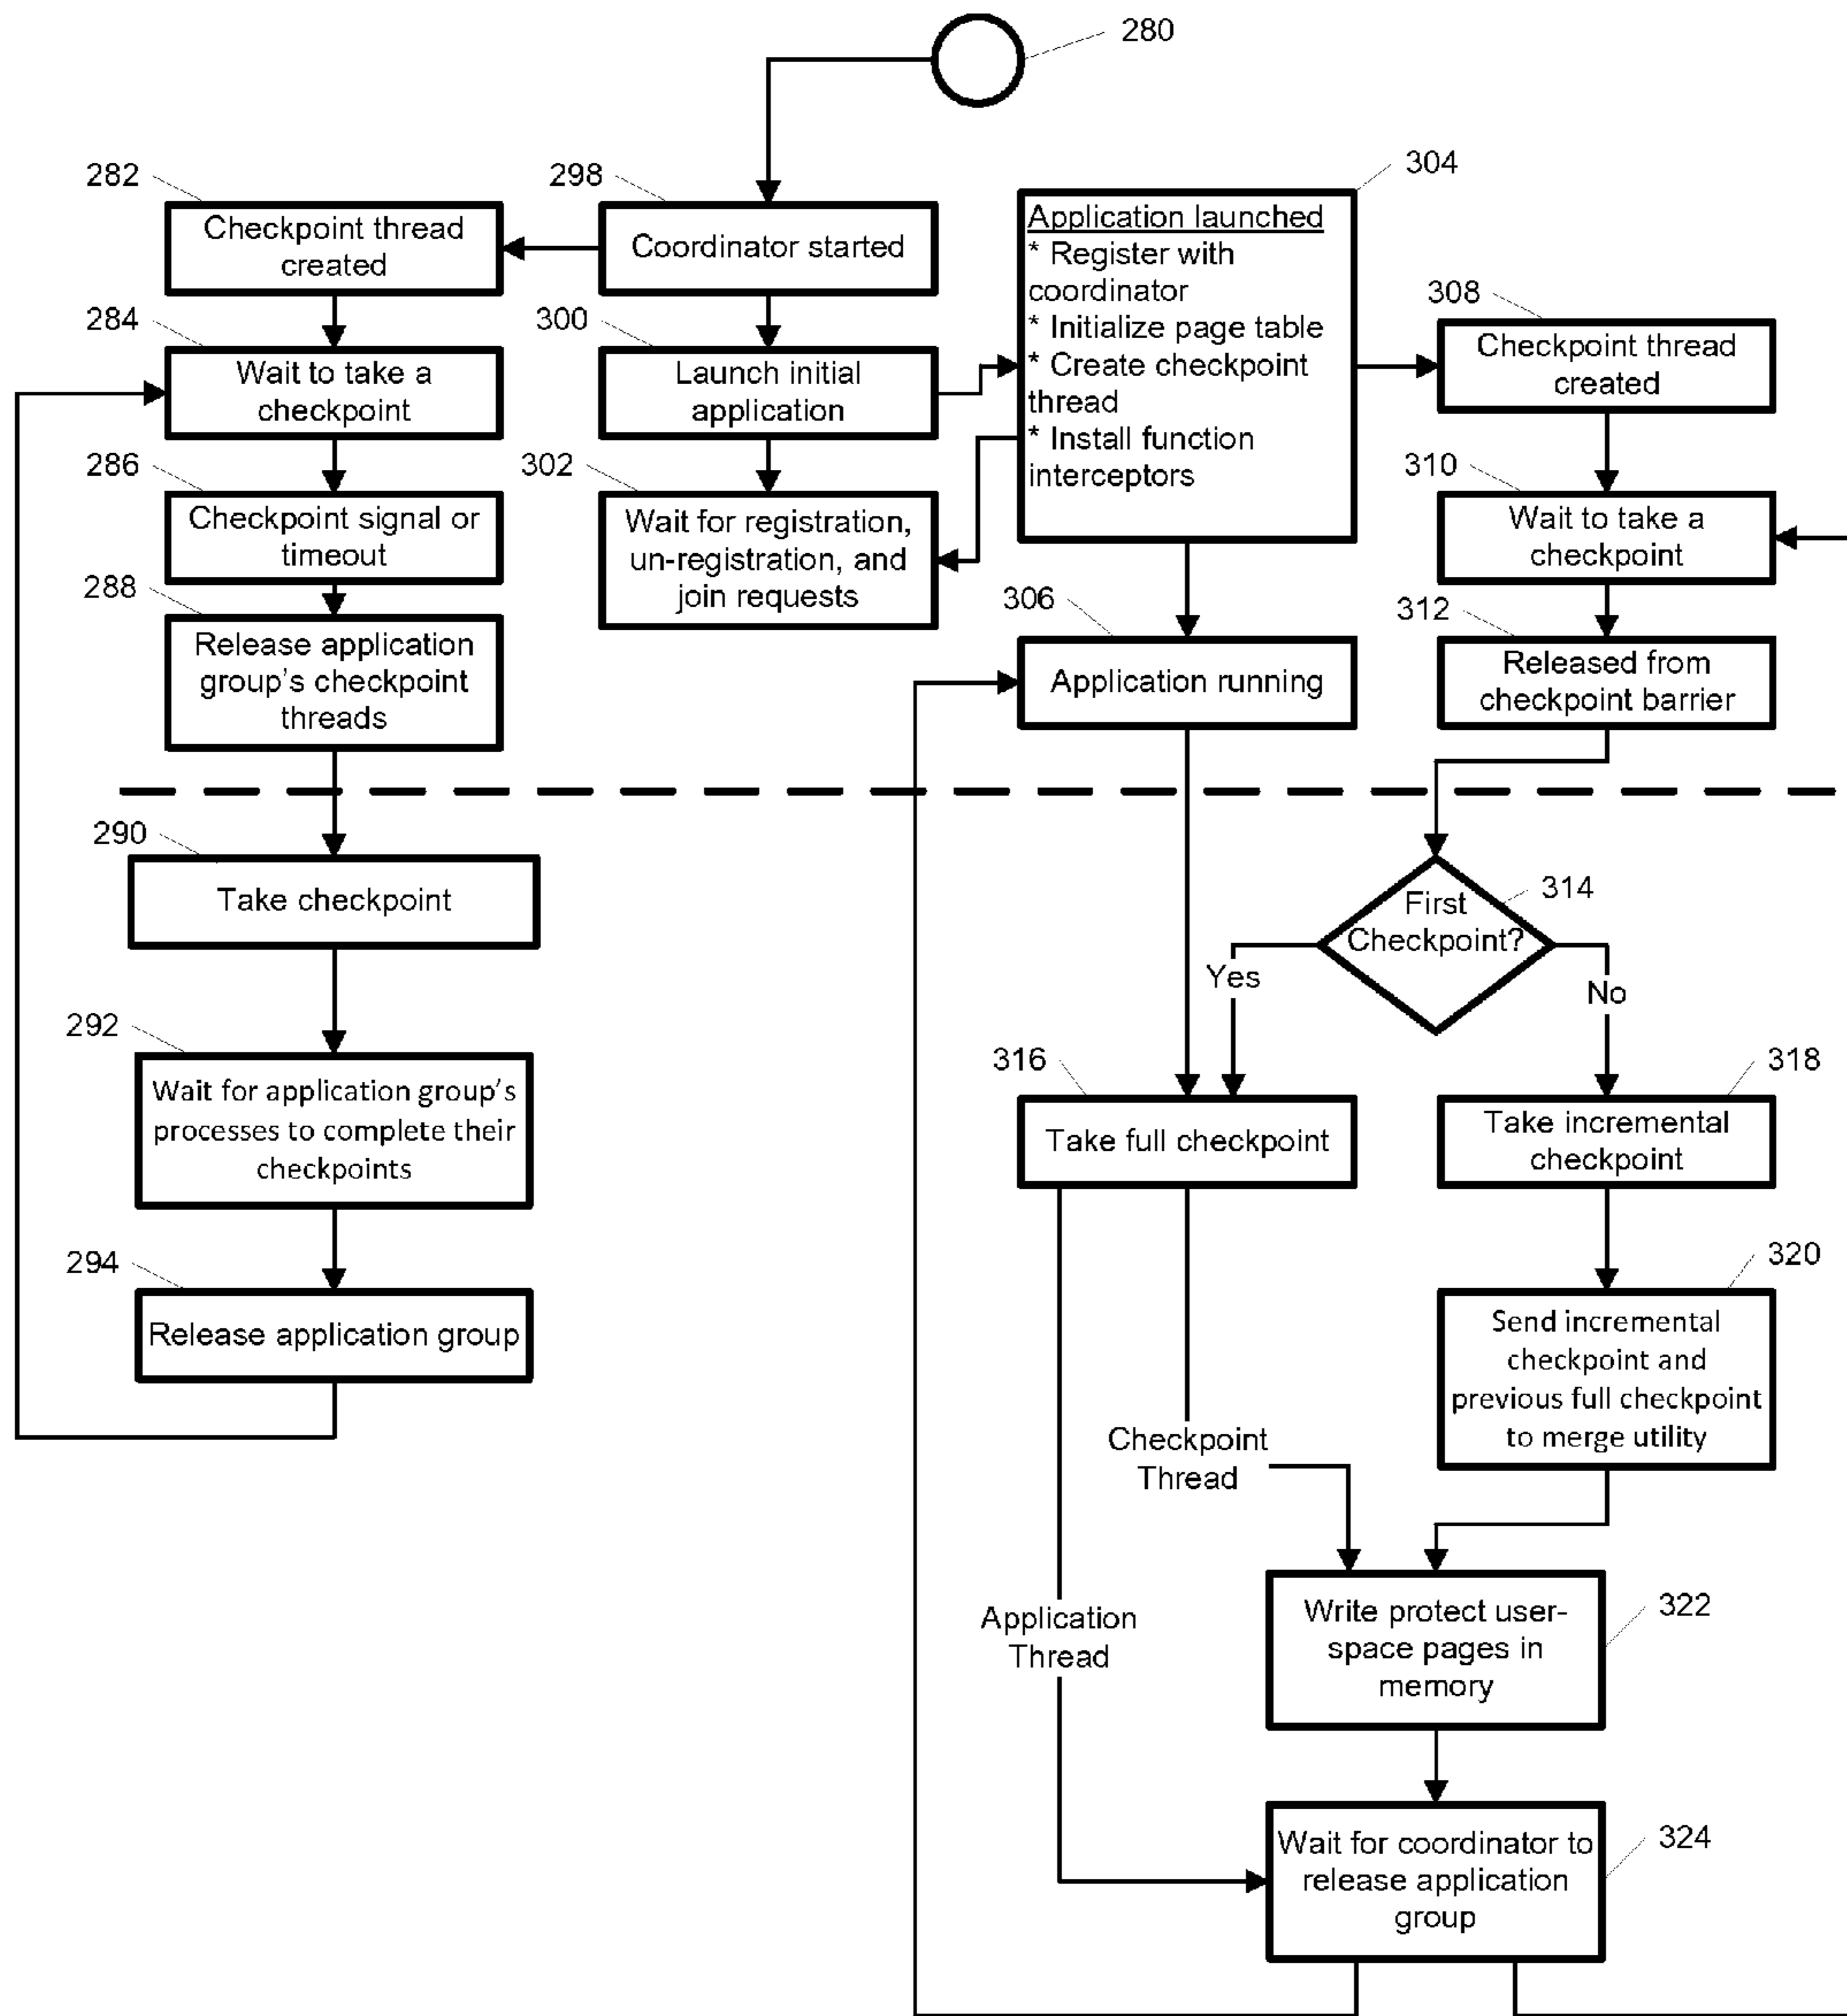 280
282
Checkpoint thread
created
298
Coordinator started
304
Application launched
* Register with
coordinator
* Initialize page table
* Create checkpoint
thread
* Install function
interceptors
284
Wait to take a
checkpoint
300
Launch initial
application
308
Checkpoint thread
created
286
Checkpoint signal or
timeout
302
Wait for registration,
un-registration, and
join requests
310
Wait to take a
checkpoint
288
Release application
group's checkpoint
threads
306
Application running
312
Released from
checkpoint barrier
290
Take checkpoint
314
First
Checkpoint?
Yes
No
292
Wait for application group's
processes to complete their
checkpoints
316
Take full checkpoint
318
Take incremental
checkpoint
294
Release application group
320
Send incremental
checkpoint and
previous full checkpoint
to merge utility
Checkpoint
Thread
Application
Thread
322
Write protect user-
space pages in
memory
324
Wait for coordinator to
release application
group